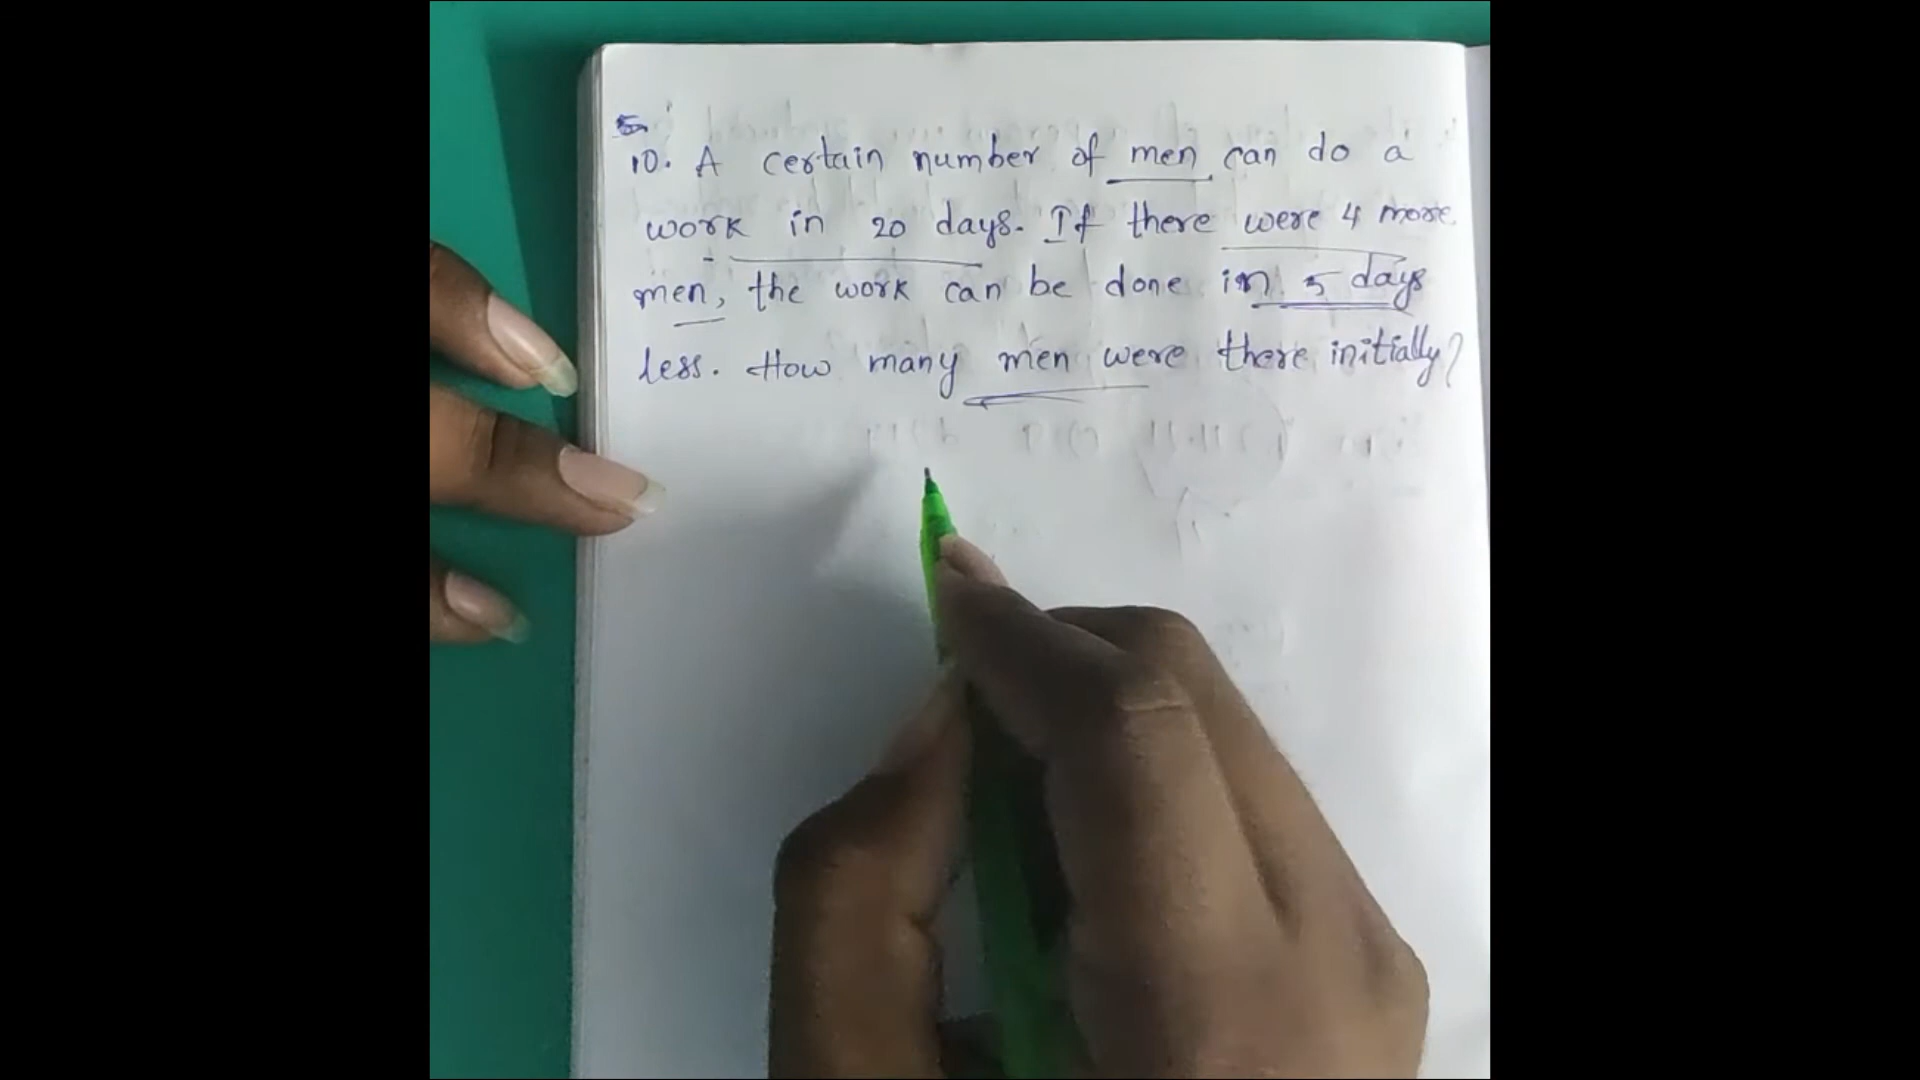 10. A certain number of men can do a
work in 20 days. If there were 4 more
men, the work can be done in 5 days
less. How many men were there initially?